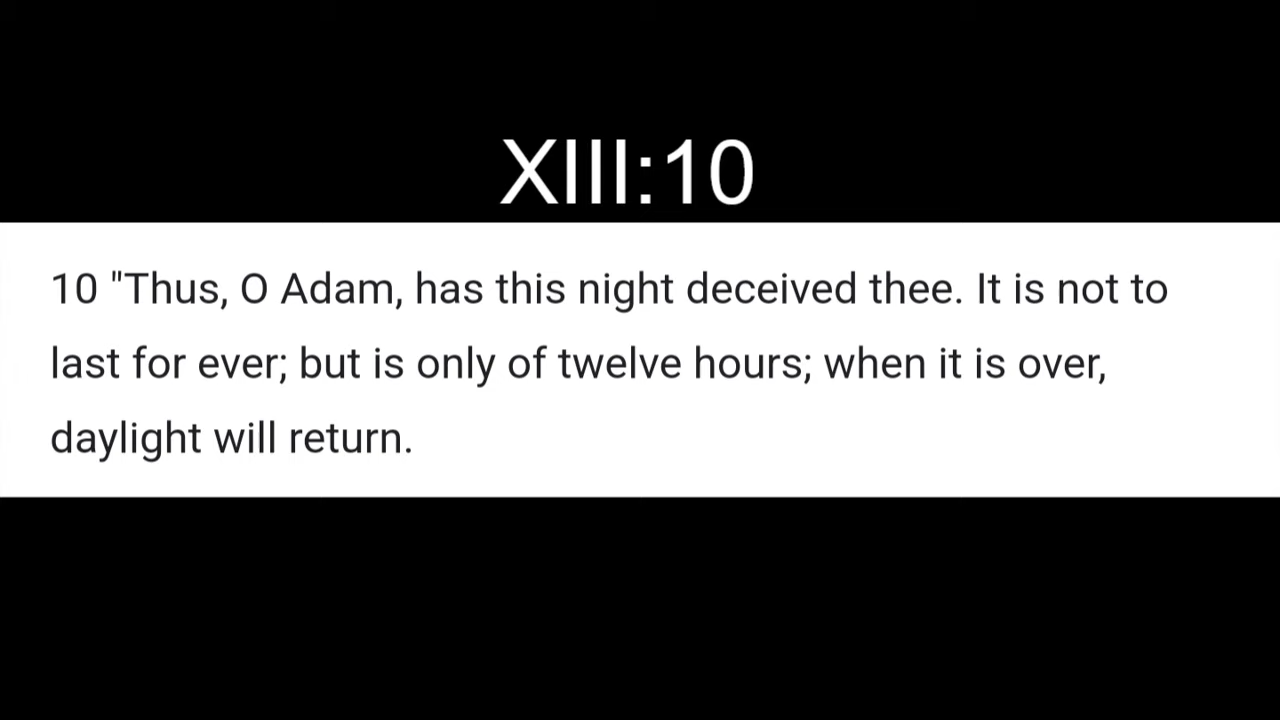 XIII:10
10 "Thus, O Adam, has this night deceived thee. It is not to
last for ever; but is only of twelve hours; when it is over,
daylight will return.